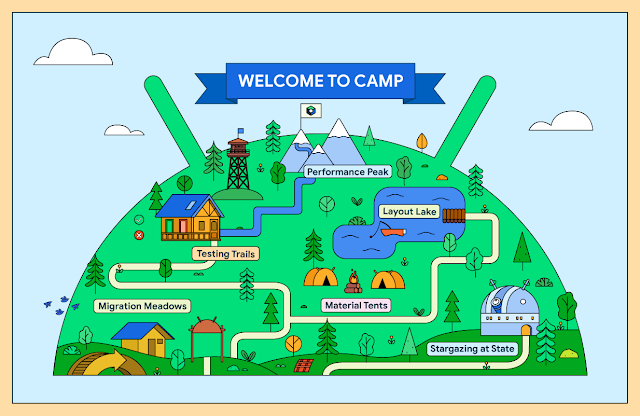 WELCOME TO CAMP
Performance Peak
Layout Lake
Testing Trails
Migration Meadows
Material Tents
Stargazing at State